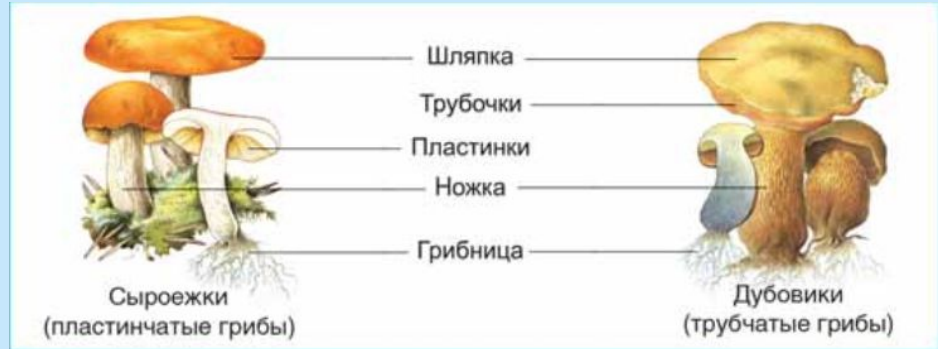 Шляпка
Трубочки
Пластинки
Ножка
Грибница
Сыроежки
(пластинчатые грибы)
Дубовики
(трубчатые грибы)